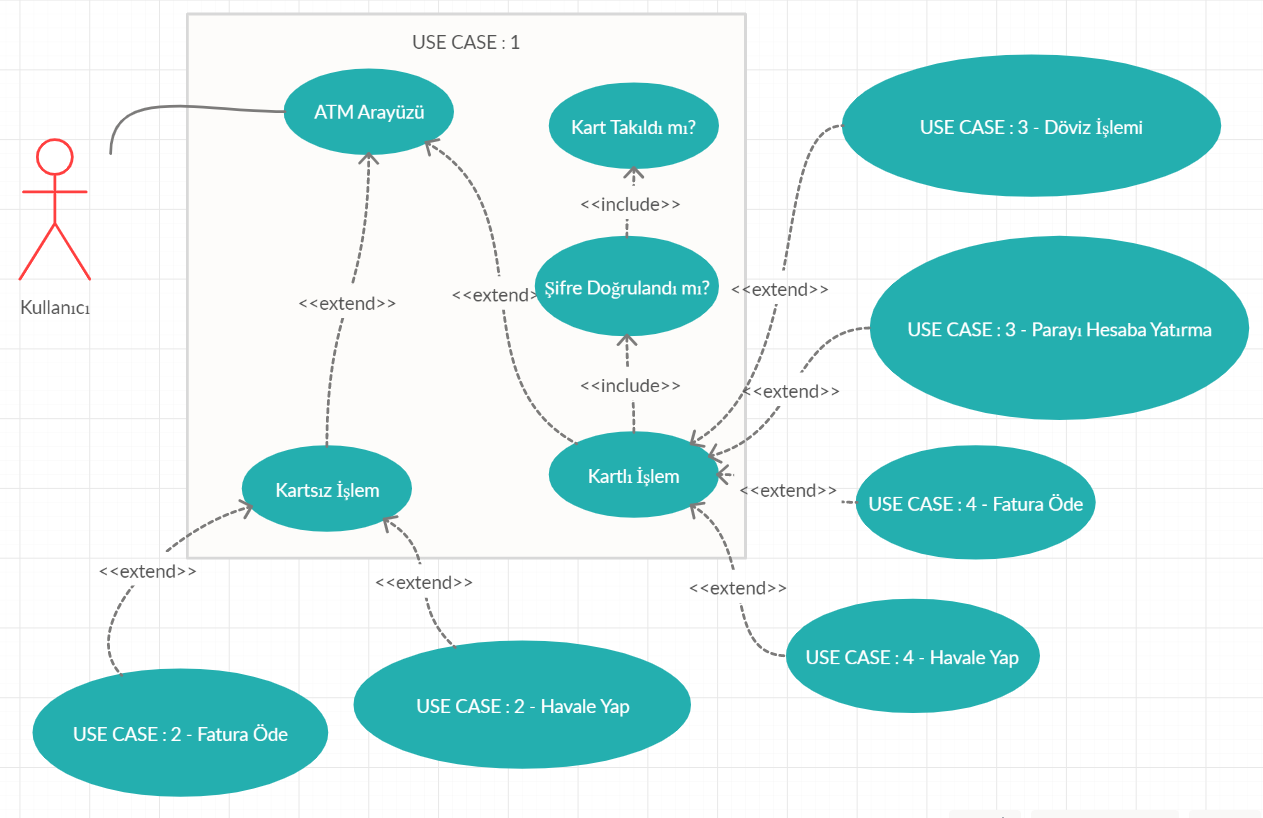 USE CASE : 1
ATM Arayüzü
Kart Takıldı mı?
USE CASE : 3 - Döviz İşlemi
<<include>>
Kullanıcı
<<extend>>
<<extend>
Şifre Doğrulandı mı?
<<extend>>
USE CASE : 3 - Parayı Hesaba Yatırma
<<include>>
<<extend>>
Kartsız İşlem
Kartlı İşlem
<<extend>>
USE CASE : 4 - Fatura Öde
<<extend>>
<<extend>>
<<extend>>
USE CASE : 4 - Havale Yap
USE CASE : 2 - Fatura Öde
USE CASE : 2 - Havale Yap